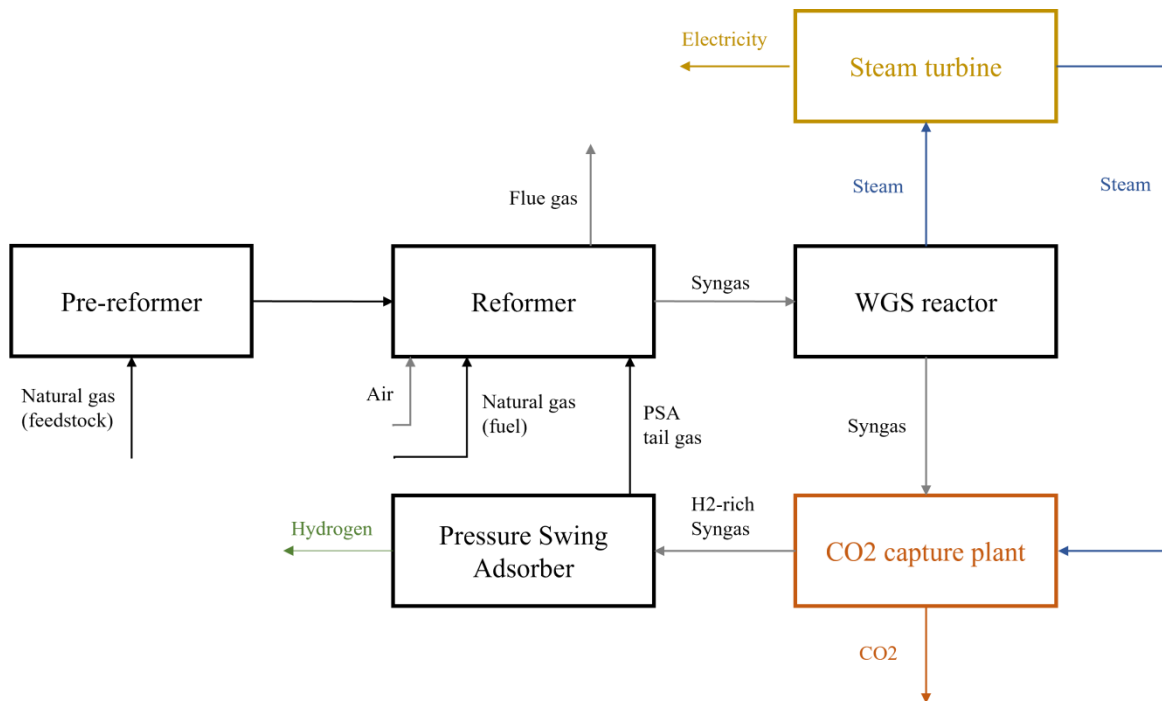 Electricity
Steam turbine
Flue gas
Steam
Steam
Pre-reformer
Reformer
Syngas
WGS reactor
Natural gas
(feedstock)
Air
Natural gas
(fuel)
PSA
tail gas
Syngas
Hydrogen
Pressure Swing
Adsorber
H2-rich
Syngas
CO2 capture plant
CO2